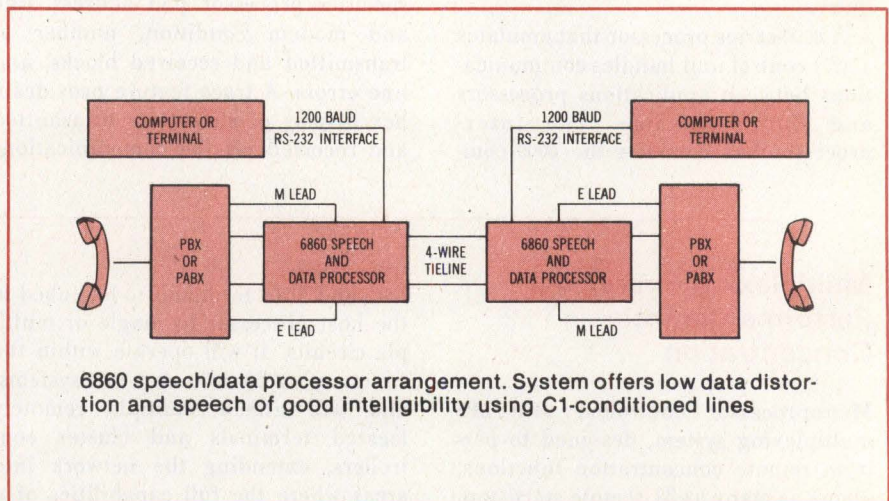 COMPUTER OR
TERMINAL
1200 BAUD
RS-232 INTERFACE
1200 BAUD
RS-232 INTERFACE
COMPUTER OR
TERMINAL
M LEAD
E LEAD
PBX
OR
PABX
6860 SPEECH
AND
DATA PROCESSOR
4-WIRE
TIELINE
6860 SPEECH
AND
DATA PROCESSOR
PBX
OR
PABX
E LEAD
M LEAD
6860 speech/data processor arrangement. System offers low data distor-
tion and speech of good intelligibility using C1-conditioned lines